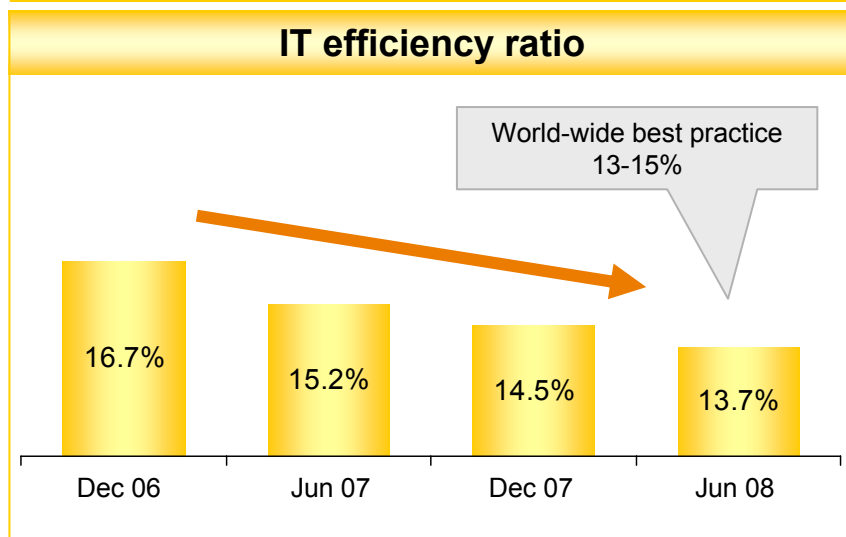 IT efficiency ratio
World-wide best practice
13-15%
16.7%
15.2%
14.5%
13.7%
Dec 06
Jun 07
Dec 07
Jun 08